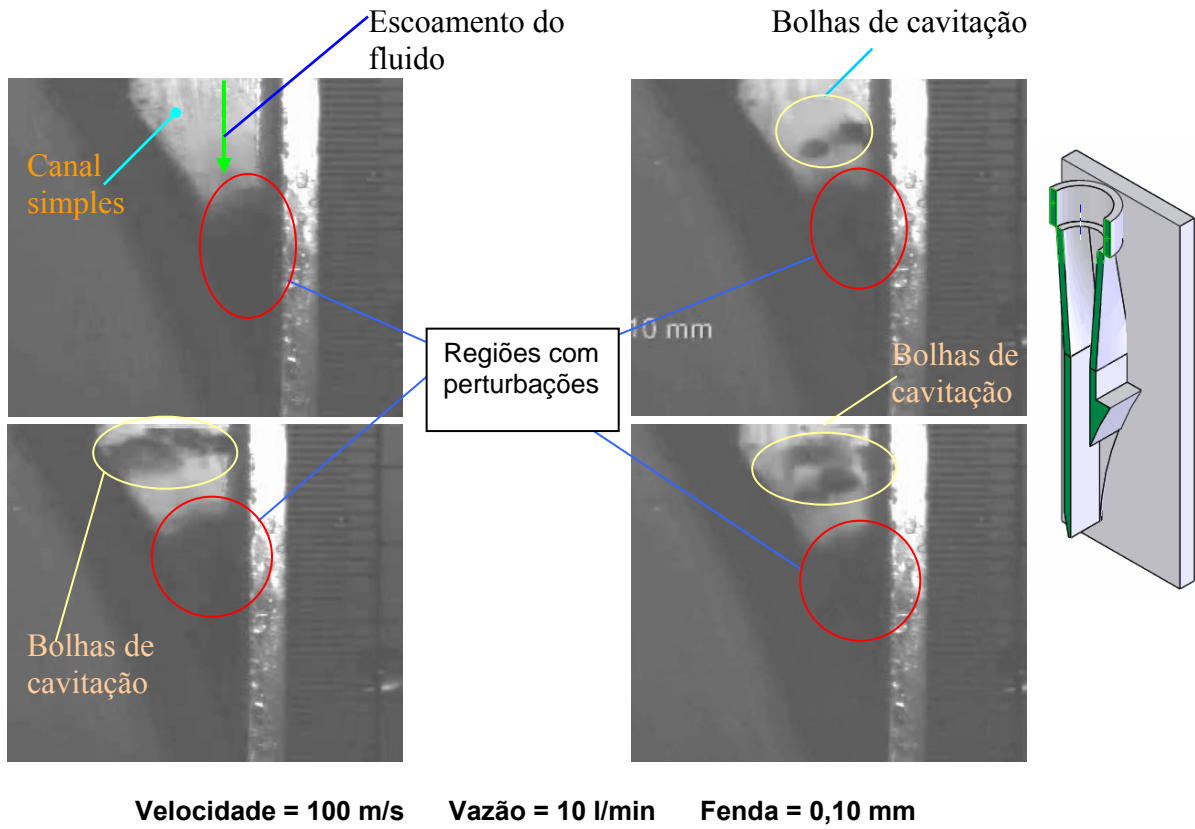 Escoamento do
fluido
Bolhas de cavitação
Canal
simples
10 mm
Regiões com
perturbações
Bolhas de
cavitação
Bolhas de
cavitação
Velocidade = 100 m/s Vazão = 10 l/min Fenda = 0,10 mm